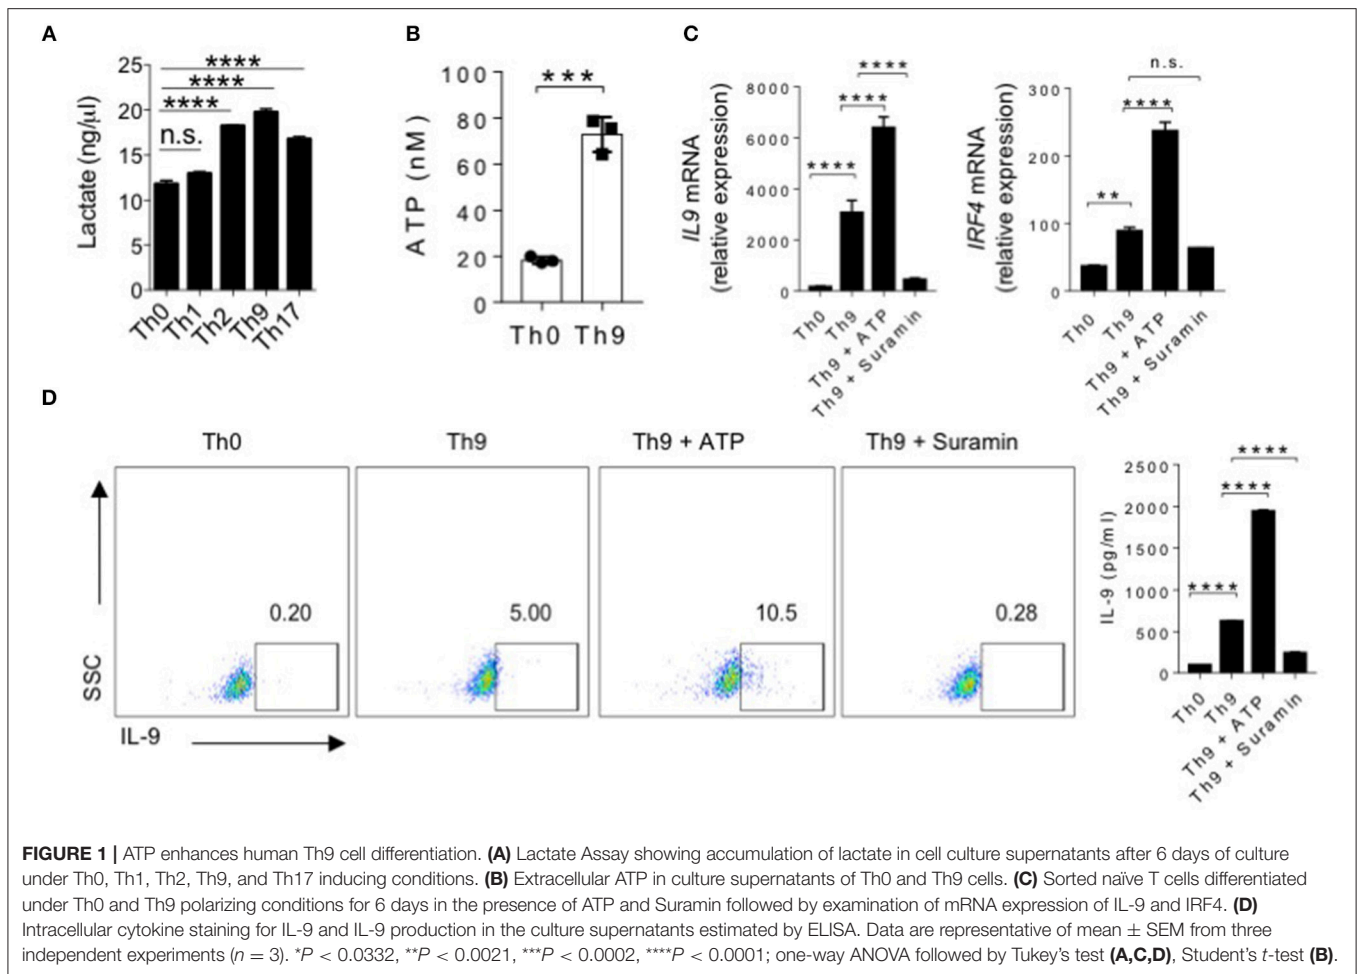 A
25
20
15
10
5
0
Lactate (ng/µl)
****
****
****
n.s.
Th0
Th1
Th2
Th9
Th17
B
100
80
60
40
20
0
ATP (nM)
***
Th0 Th9
C
8000
6000
4000
2000
0
IL9 mRNA
(relative expression)
****
****
****
Th0
Th9
Th9 + ATP
Th9 + Suramin
300
200
100
0
IRF4 mRNA
(relative expression)
n.s.
****
**
Th0
Th9
Th9 + ATP
Th9 + Suramin
D
Th0 Th9 Th9 + ATP Th9 + Suramin
0.20 5.00 10.5 0.28
SSC
IL-9
2500
2000
1500
1000
500
0
IL-9 (pg/ml)
****
****
****
Th0
Th9
Th9 + ATP
Th9 + Suramin
FIGURE 1 | ATP enhances human Th9 cell differentiation. (A) Lactate Assay showing accumulation of lactate in cell culture supernatants after 6 days of culture
under Th0, Th1, Th2, Th9, and Th17 inducing conditions. (B) Extracellular ATP in culture supernatants of Th0 and Th9 cells. (C) Sorted naïve T cells differentiated
under Th0 and Th9 polarizing conditions for 6 days in the presence of ATP and Suramin followed by examination of mRNA expression of IL-9 and IRF4. (D)
Intracellular cytokine staining for IL-9 and IL-9 production in the culture supernatants estimated by ELISA. Data are representative of mean ± SEM from three
independent experiments (n = 3). *P < 0.0332, **P < 0.0021, ***P < 0.0002, ****P < 0.0001; one-way ANOVA followed by Tukey's test (A,C,D), Student's t-test (B).